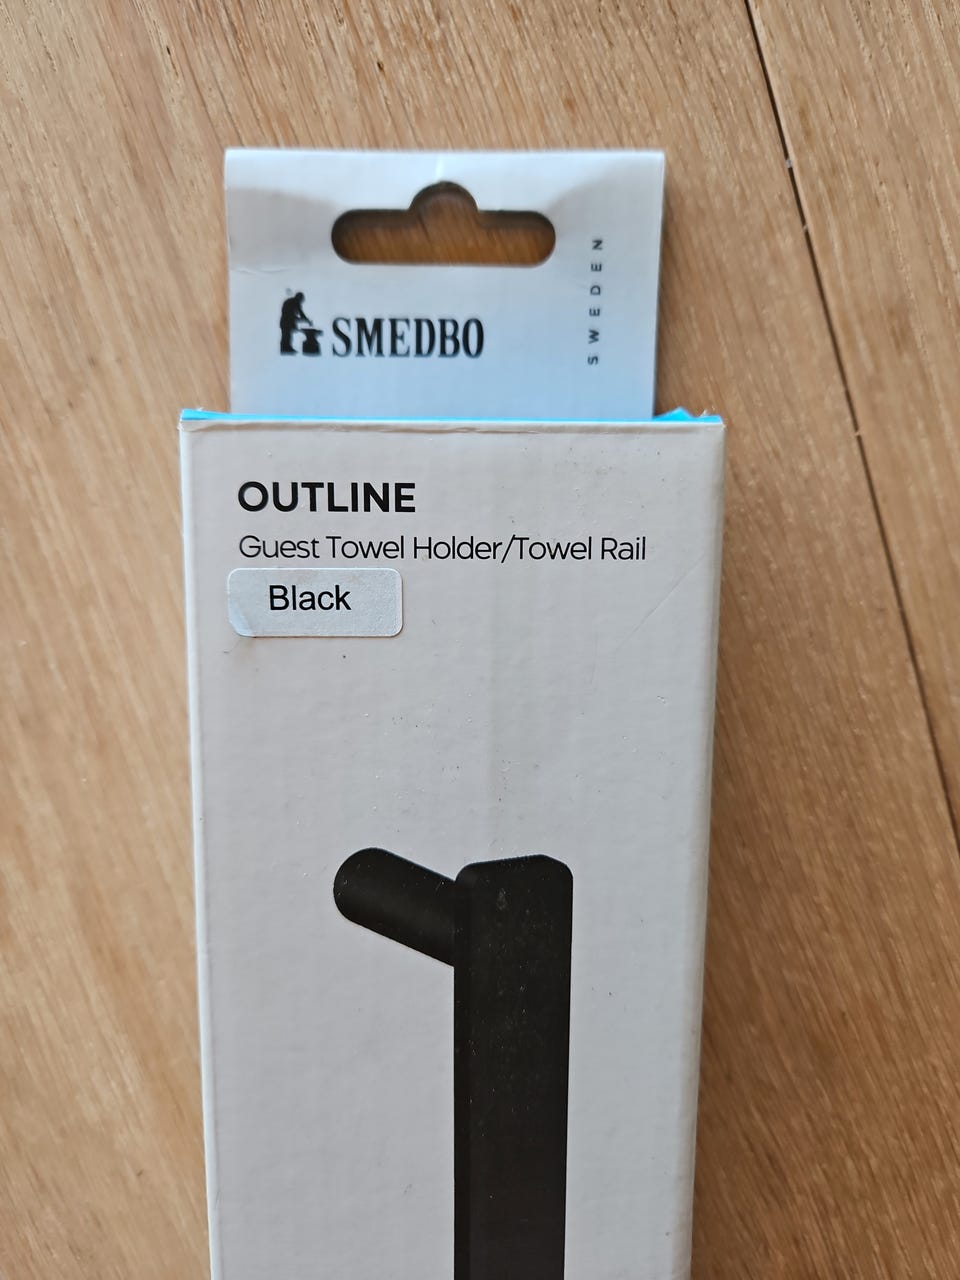 SMEDBO
SWEDEN
OUTLINE
Guest Towel Holder/Towel Rail
Black